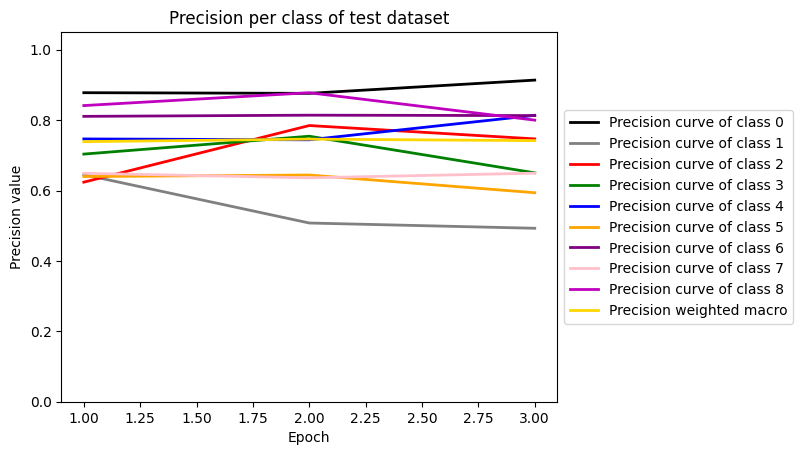 Precision per class of test dataset
Precision value
1.0
0.8
0.6
0.4
0.2
0.0
1.00 1.25 1.50 1.75 2.00 2.25 2.50 2.75 3.00
Epoch
Precision curve of class 0
Precision curve of class 1
Precision curve of class 2
Precision curve of class 3
Precision curve of class 4
Precision curve of class 5
Precision curve of class 6
Precision curve of class 7
Precision curve of class 8
Precision weighted macro